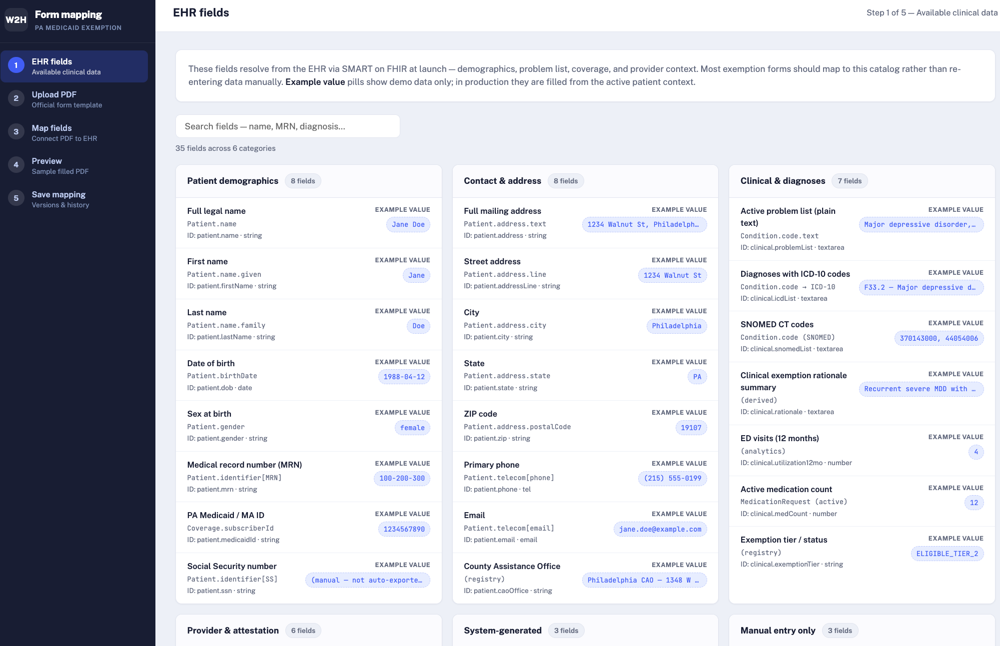 W2H
Form mapping
PA MEDICAID EXEMPTION
1
EHR fields
Available clinical data
2
Upload PDF
Official form template
3
Map fields
Connect PDF to EHR
4
Preview
Sample filled PDF
5
Save mapping
Versions & history
EHR fields
Step 1 of 5 — Available clinical data
These fields resolve from the EHR via SMART on FHIR at launch — demographics, problem list, coverage, and provider context. Most exemption forms should map to this catalog rather than re-
entering data manually. Example value pills show demo data only; in production they are filled from the active patient context.
Search fields — name, MRN, diagnosis...
35 fields across 6 categories
Patient demographics 8 fields
Full legal name
EXAMPLE VALUE
Patient.name
Jane Doe
ID: patient.name · string
First name
EXAMPLE VALUE
Patient.name.given
Jane
ID: patient.firstName · string
Last name
EXAMPLE VALUE
Patient.name.family
Doe
ID: patient.lastName · string
Date of birth
EXAMPLE VALUE
Patient.birthDate
1988-04-12
ID: patient.dob · date
Sex at birth
EXAMPLE VALUE
Patient.gender
female
ID: patient.gender · string
Medical record number (MRN)
EXAMPLE VALUE
Patient.identifier[MRN]
100-200-300
ID: patient.mrn · string
PA Medicaid / MA ID
EXAMPLE VALUE
Coverage.subscriberId
1234567890
ID: patient.medicaidId · string
Social Security number
EXAMPLE VALUE
Patient.identifier[SS]
(manual — not auto-exporte…
ID: patient.ssn · string
Contact & address 8 fields
Full mailing address
EXAMPLE VALUE
Patient.address.text
1234 Walnut St, Philadelph…
ID: patient.address · string
Street address
EXAMPLE VALUE
Patient.address.line
1234 Walnut St
ID: patient.addressLine · string
City
EXAMPLE VALUE
Patient.address.city
Philadelphia
ID: patient.city · string
State
EXAMPLE VALUE
Patient.address.state
PA
ID: patient.state · string
ZIP code
EXAMPLE VALUE
Patient.address.postalCode
19107
ID: patient.zip · string
Primary phone
EXAMPLE VALUE
Patient.telecom[phone]
(215) 555-0199
ID: patient.phone · tel
Email
EXAMPLE VALUE
Patient.telecom[email]
jane.doe@example.com
ID: patient.email · email
County Assistance Office
EXAMPLE VALUE
(registry)
Philadelphia CAO — 1348 W …
ID: patient.caoOffice · string
Clinical & diagnoses 7 fields
Active problem list (plain
text)
EXAMPLE VALUE
Major depressive disorder,…
Condition.code.text
ID: clinical.problemList · textarea
Diagnoses with ICD-10 codes
EXAMPLE VALUE
Condition.code → ICD-10
F33.2 — Major depressive d…
ID: clinical.icdList · textarea
SNOMED CT codes
EXAMPLE VALUE
Condition.code (SNOMED)
370143000, 44054006
ID: clinical.snomedList · textarea
Clinical exemption rationale
summary
EXAMPLE VALUE
Recurrent severe MDD with …
(derived)
ID: clinical.rationale · textarea
ED visits (12 months)
EXAMPLE VALUE
(analytics)
4
ID: clinical.utilization12mo · number
Active medication count
EXAMPLE VALUE
MedicationRequest (active)
12
ID: clinical.medCount · number
Exemption tier / status
EXAMPLE VALUE
(registry)
ELIGIBLE_TIER_2
ID: clinical.exemptionTier · string
Provider & attestation 6 fields
System-generated 3 fields
Manual entry only 3 fields